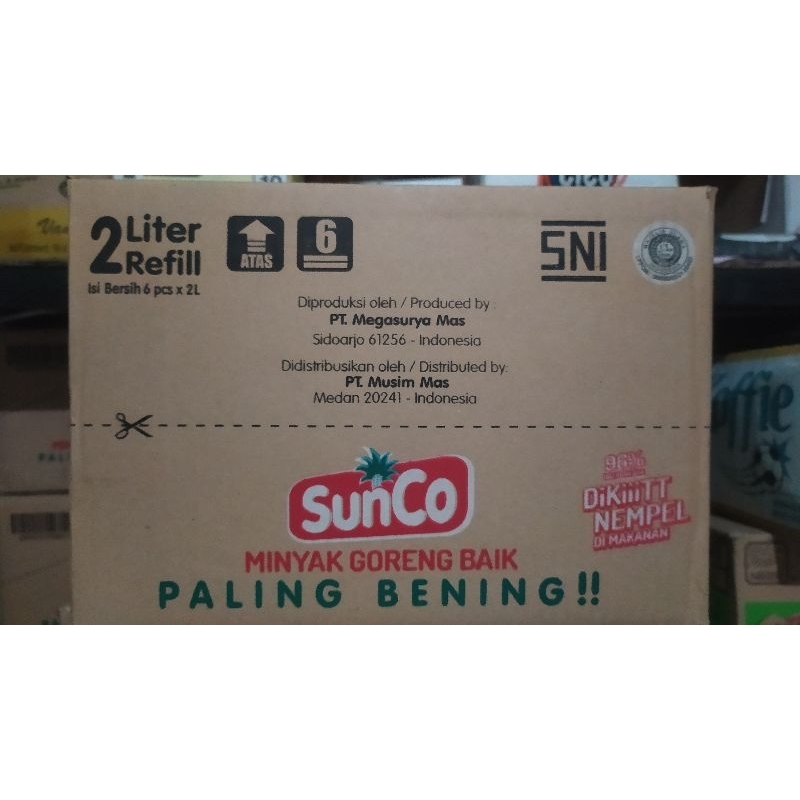 2 Liter
Refill
Isi Bersih 6 pcs x 2L
ATAS
6
SNI
Diproduksi oleh / Produced by :
PT. Megasurya Mas
Sidoarjo 61256 - Indonesia
Didistribusikan oleh / Distributed by:
PT. Musim Mas
Medan 20241 - Indonesia
SunCo
MINYAK GORENG BAIK
PALING BENING!!
DiKiiiTT
NEMPEL
DI MAKANAN